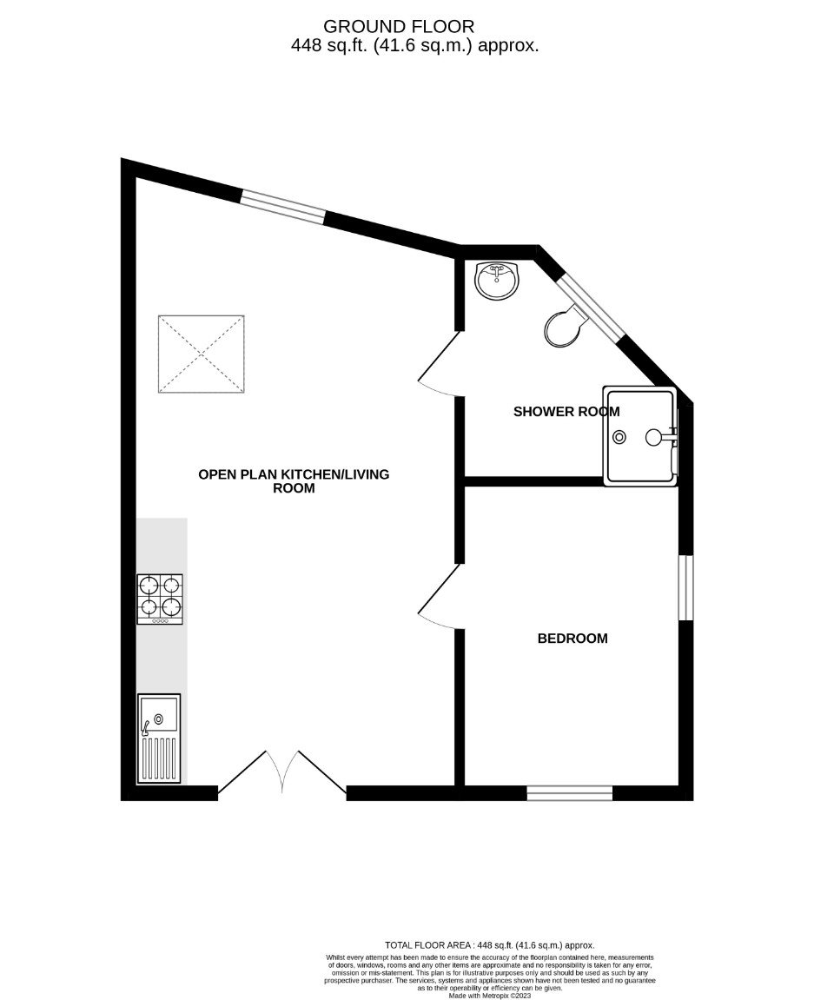 GROUND FLOOR
448 sq.ft. (41.6 sq.m.) approx.
SHOWER ROOM
OPEN PLAN KITCHEN/LIVING
ROOM
BEDROOM
TOTAL FLOOR AREA : 448 sq.ft. (41.6 sq.m.) approx.
Whilst every attempt has been made to ensure the accuracy of the floorplan contained here, measurements
of doors, windows, rooms and any other items are approximate and no responsibility is taken for any error,
omission or mis-statement. This plan is for illustrative purposes only and should be used as such by any
prospective purchaser. The services, systems and appliances shown have not been tested and no guarantee
as to their operability or efficiency can be given.
Made with Metropix ©2023